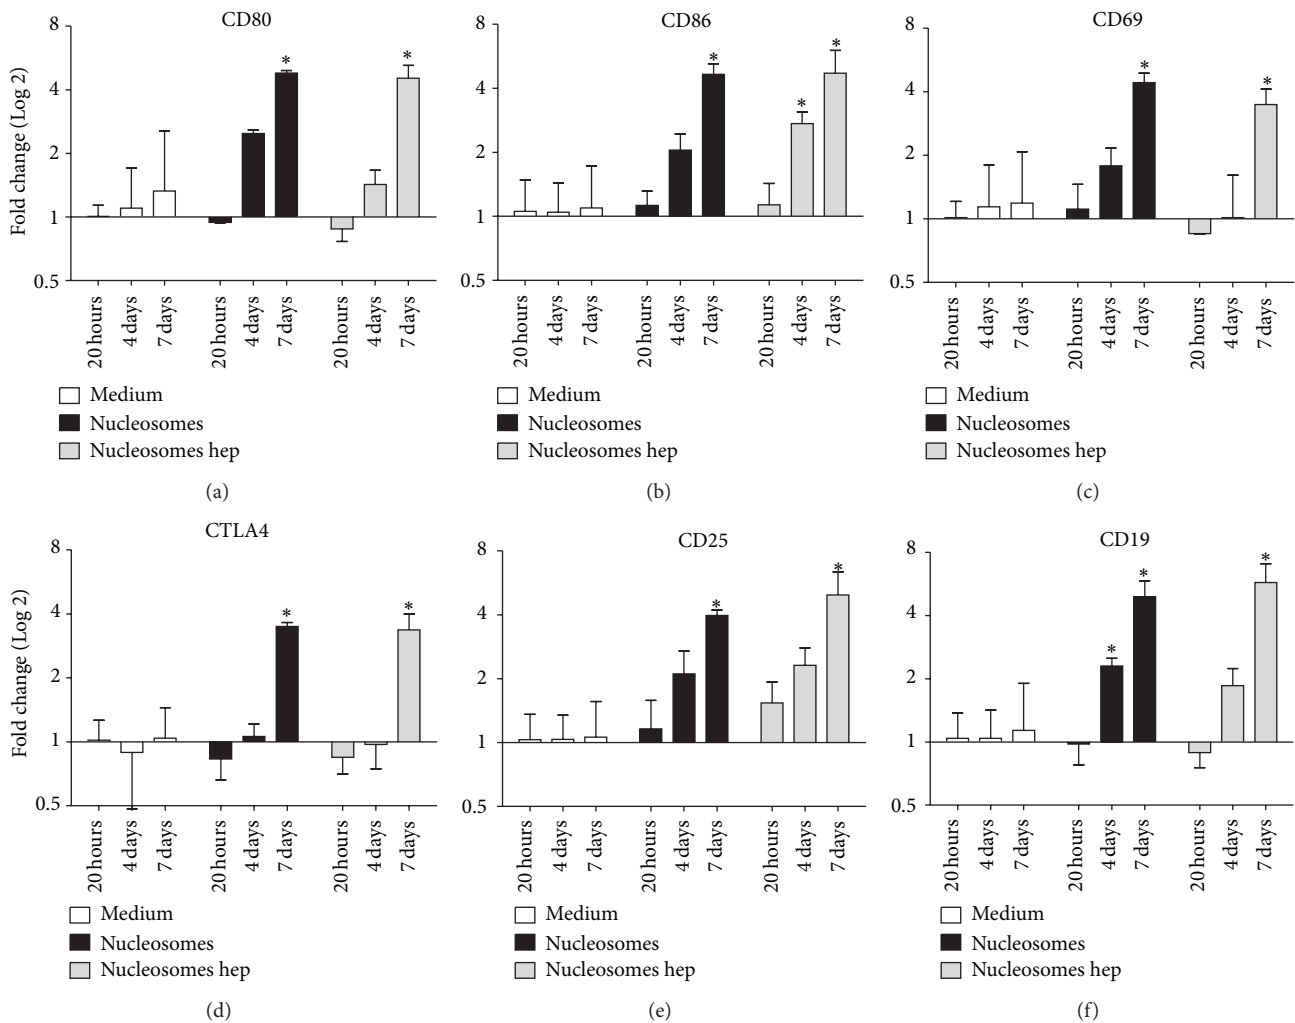 CD80
Fold change (Log 2)
8
4
2
1
0.5
*
*
20 hours
4 days
7 days
20 hours
4 days
7 days
20 hours
4 days
7 days
Medium
Nucleosomes
Nucleosomes hep
(a)
CD86
8
4
2
1
0.5
*
*
*
20 hours
4 days
7 days
20 hours
4 days
7 days
20 hours
4 days
7 days
Medium
Nucleosomes
Nucleosomes hep
(b)
CD69
8
4
2
1
0.5
*
*
20 hours
4 days
7 days
20 hours
4 days
7 days
20 hours
4 days
7 days
Medium
Nucleosomes
Nucleosomes hep
(c)
CTLA4
Fold change (Log 2)
8
4
2
1
0.5
*
*
20 hours
4 days
7 days
20 hours
4 days
7 days
20 hours
4 days
7 days
Medium
Nucleosomes
Nucleosomes hep
(d)
CD25
8
4
2
1
0.5
*
*
20 hours
4 days
7 days
20 hours
4 days
7 days
20 hours
4 days
7 days
Medium
Nucleosomes
Nucleosomes hep
(e)
CD19
8
4
2
1
0.5
*
*
*
20 hours
4 days
7 days
20 hours
4 days
7 days
20 hours
4 days
7 days
Medium
Nucleosomes
Nucleosomes hep
(f)